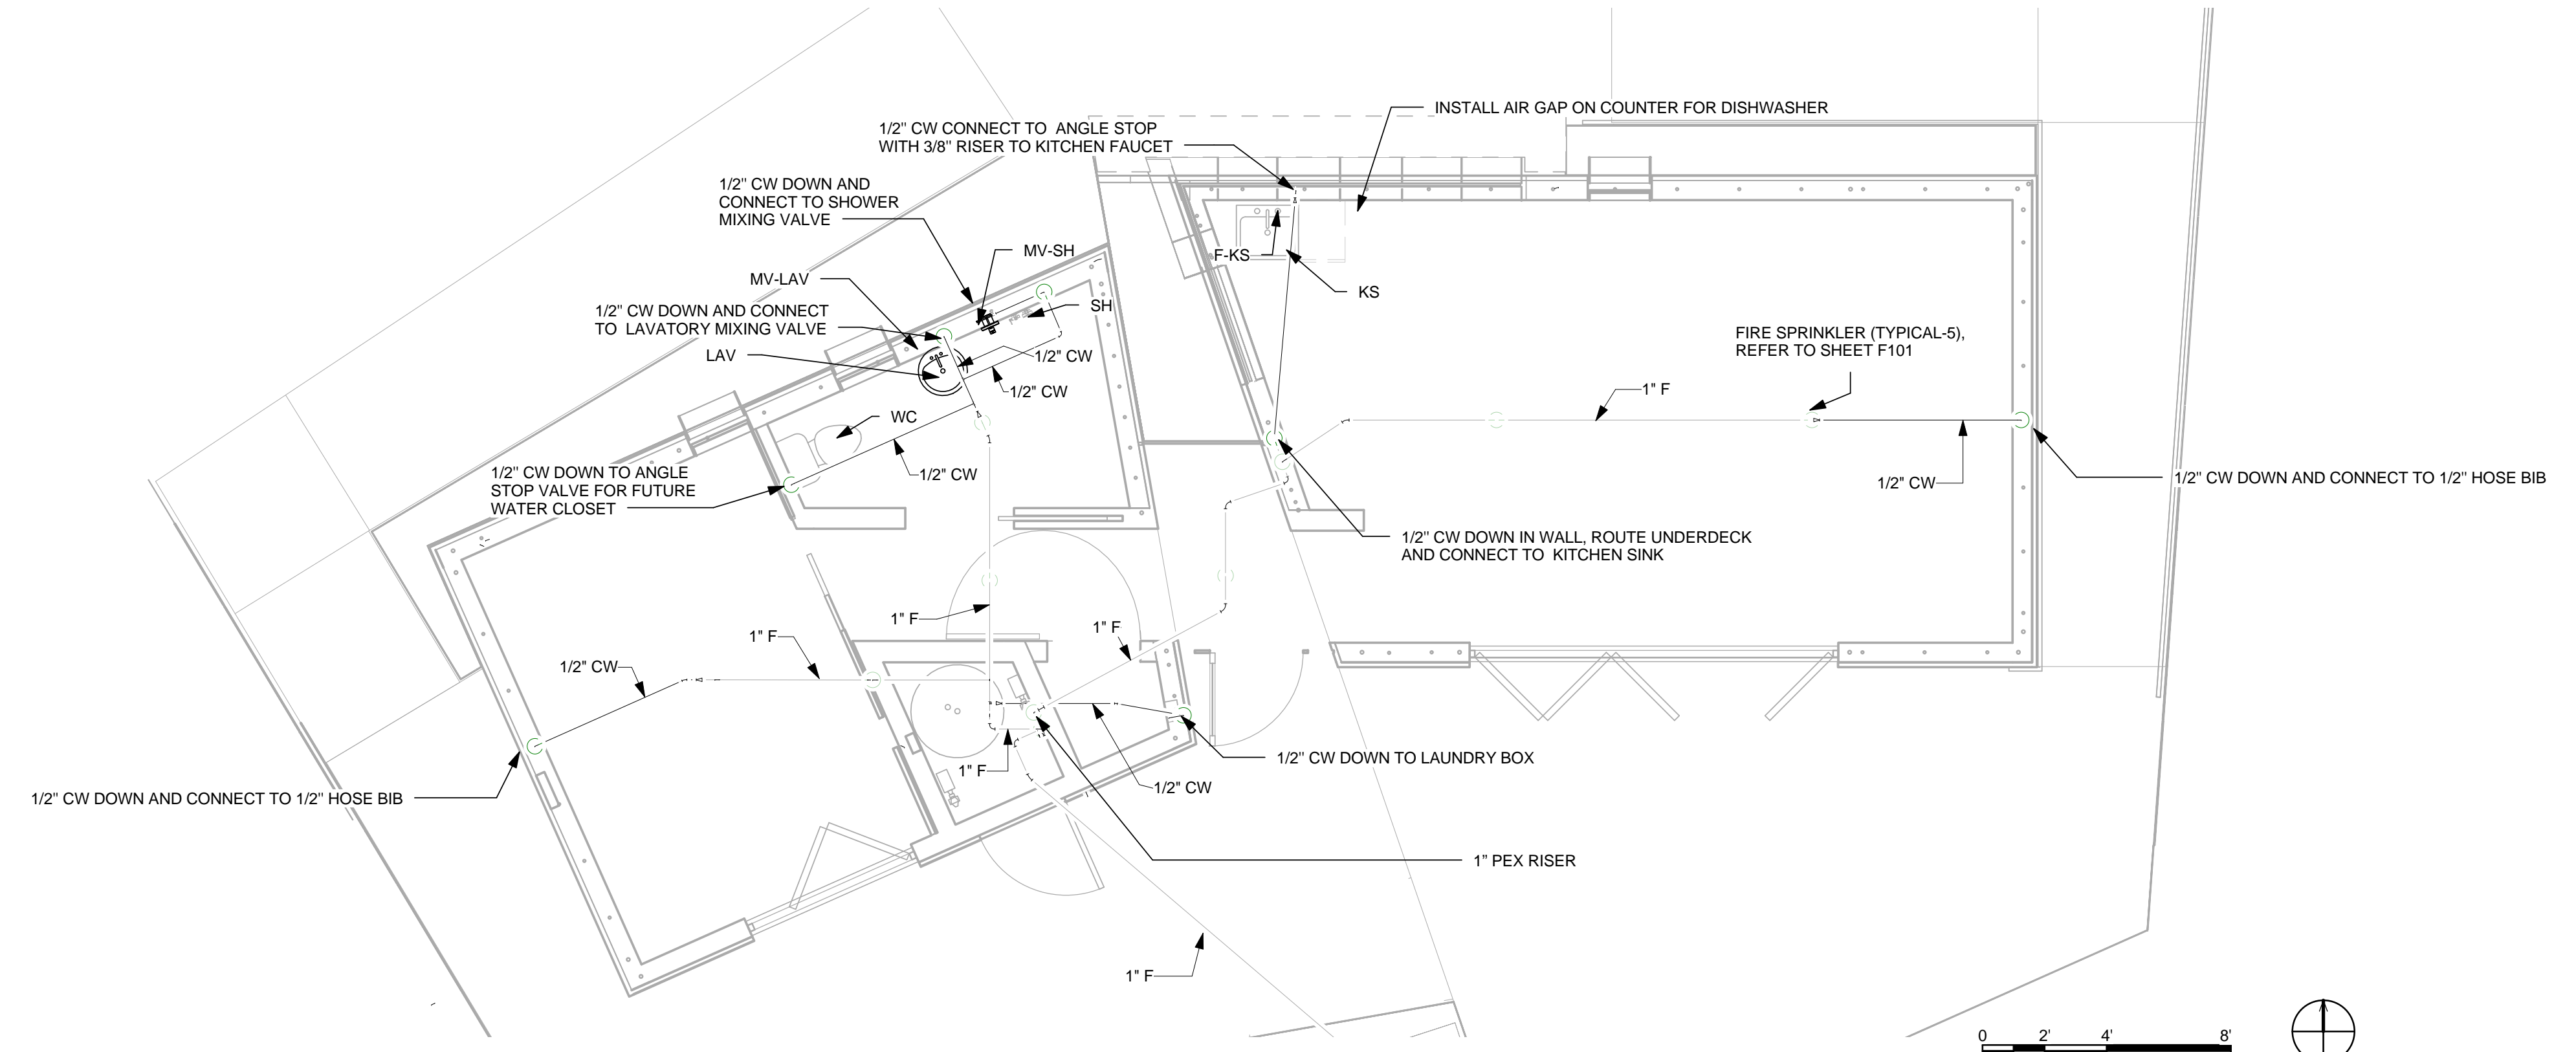 INSTALL AIR GAP ON COUNTER FOR DISHWASHER
1/2" CW CONNECT TO ANGLE STOP
WITH 3/8" RISER TO KITCHEN FAUCET
1/2" CW DOWN AND
CONNECT TO SHOWER
MIXING VALVE
MV-SH
F-KS
MV-LAV
KS
SH
1/2" CW DOWN AND CONNECT
TO LAVATORY MIXING VALVE
LAV
1/2" CW
1/2" CW
FIRE SPRINKLER (TYPICAL-5),
REFER TO SHEET F101
1" F
WC
1/2" CW
1/2" CW DOWN TO ANGLE
STOP VALVE FOR FUTURE
WATER CLOSET
1/2" CW
1/2" CW DOWN AND CONNECT TO 1/2" HOSE BIB
1/2" CW DOWN IN WALL, ROUTE UNDERDECK
AND CONNECT TO KITCHEN SINK
1" F
1" F
1" F
1/2" CW
1" F
1/2" CW DOWN TO LAUNDRY BOX
1/2" CW
1/2" CW DOWN AND CONNECT TO 1/2" HOSE BIB
1" PEX RISER
1" F
0 2' 4' 8'